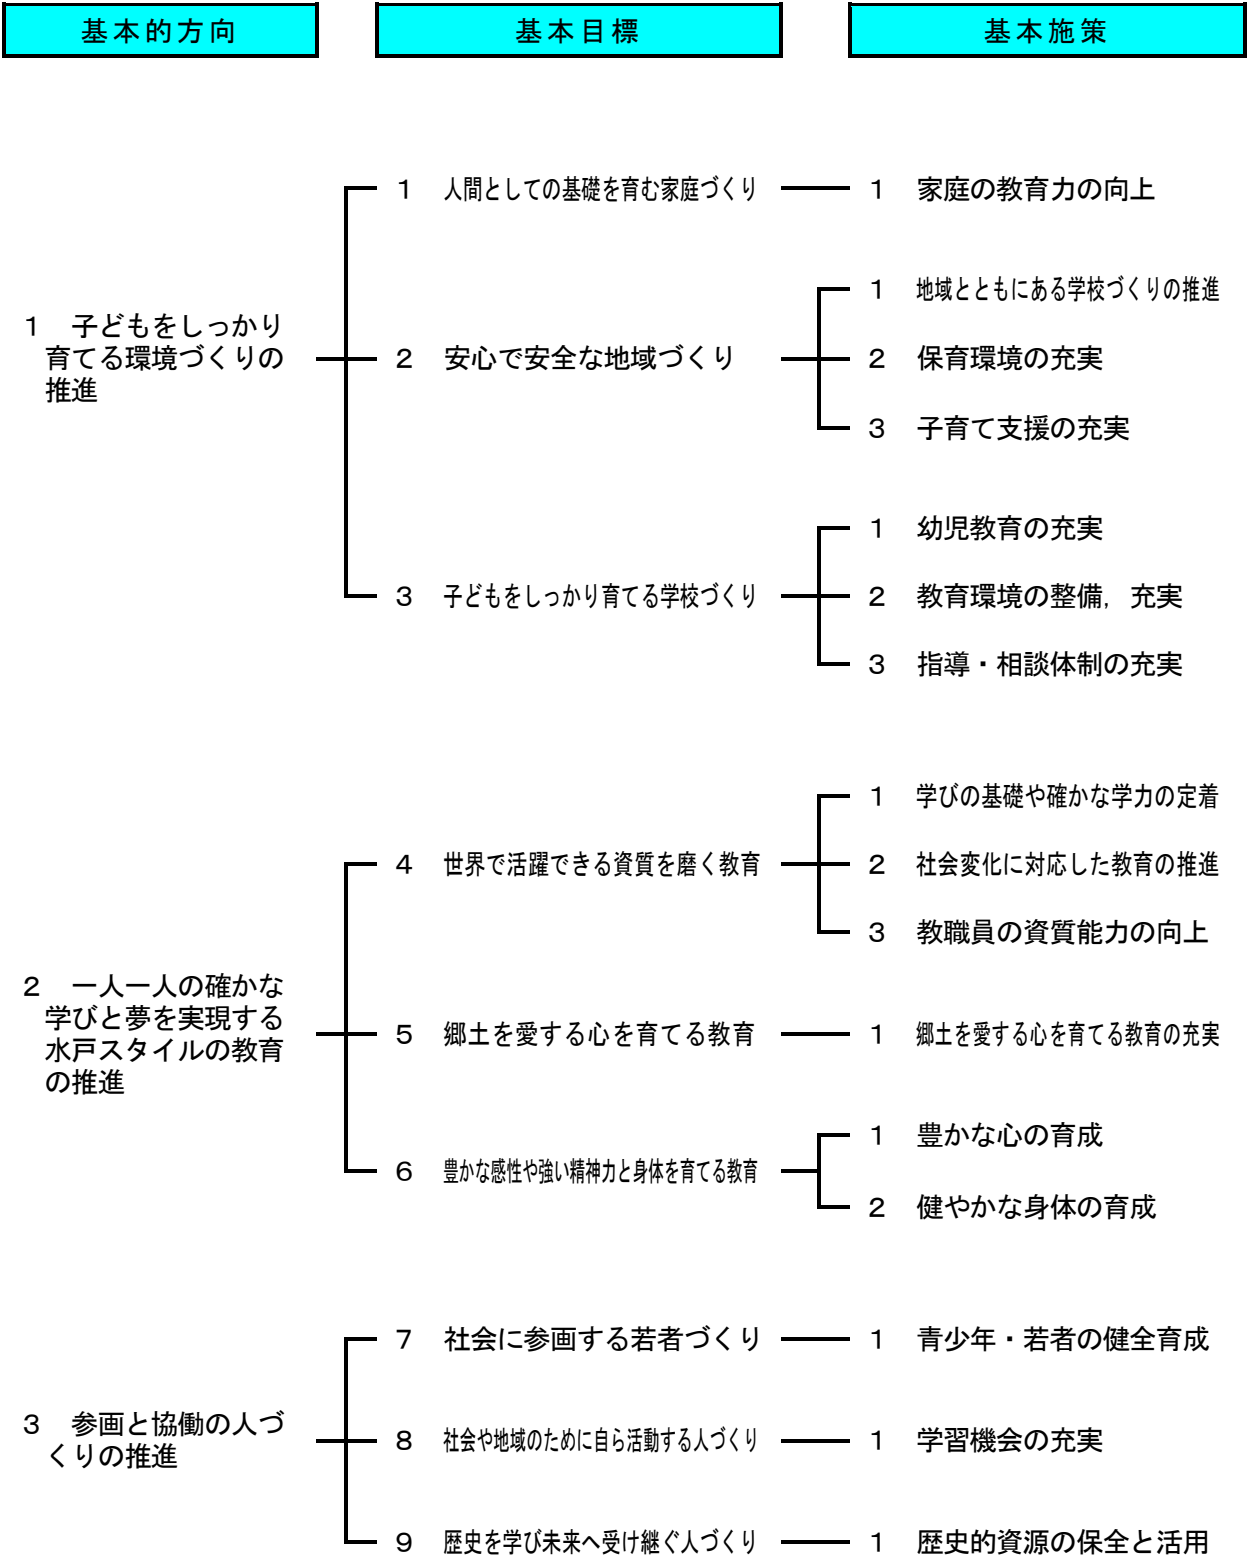 基本的方向
基本目標
基本施策
1　子どもをしっかり
育てる環境づくりの
推進
1　人間としての基礎を育む家庭づくり
1　家庭の教育力の向上
2　安心で安全な地域づくり
1　地域とともにある学校づくりの推進
2　保育環境の充実
3　子育て支援の充実
3　子どもをしっかり育てる学校づくり
1　幼児教育の充実
2　教育環境の整備，充実
3　指導・相談体制の充実
2　一人一人の確かな
学びと夢を実現する
水戸スタイルの教育
の推進
4　世界で活躍できる資質を磨く教育
1　学びの基礎や確かな学力の定着
2　社会変化に対応した教育の推進
3　教職員の資質能力の向上
5　郷土を愛する心を育てる教育
1　郷土を愛する心を育てる教育の充実
6　豊かな感性や強い精神力と身体を育てる教育
1　豊かな心の育成
2　健やかな身体の育成
3　参画と協働の人づ
くりの推進
7　社会に参画する若者づくり
1　青少年・若者の健全育成
8　社会や地域のために自ら活動する人づくり
1　学習機会の充実
9　歴史を学び未来へ受け継ぐ人づくり
1　歴史的資源の保全と活用